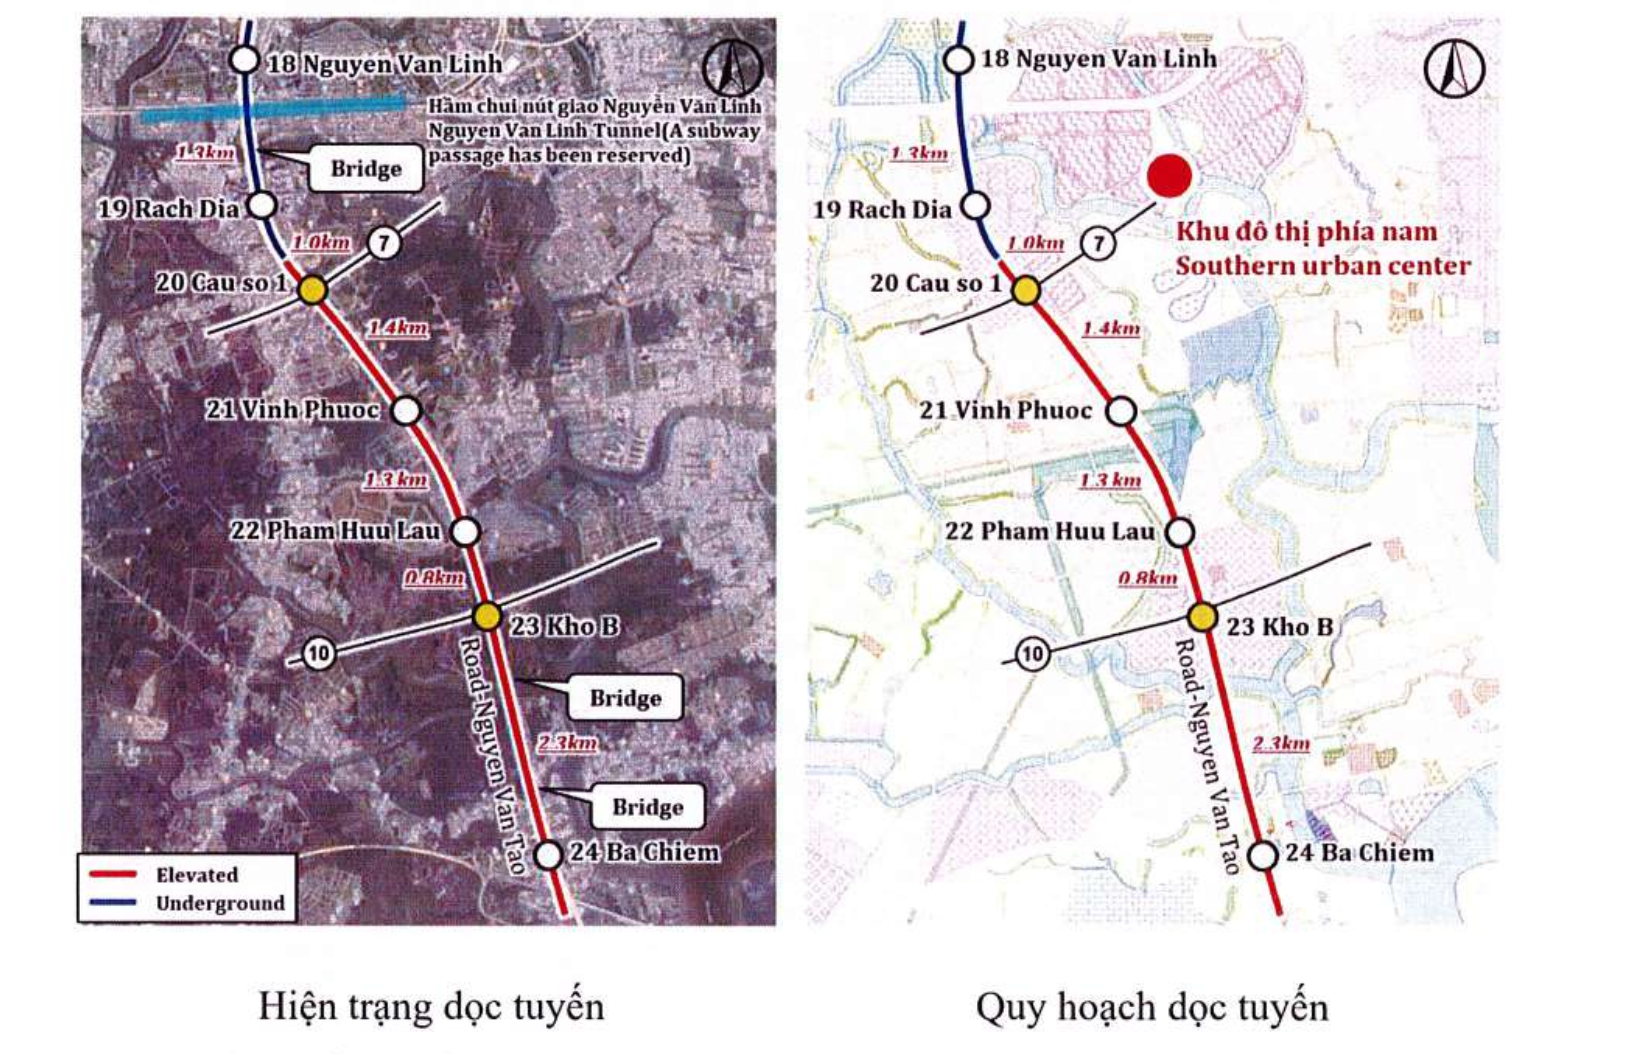 18 Nguyen Van Linh
Hầm chui nút giao Nguyễn Văn Linh
Nguyen Van Linh Tunnel(A subway
passage has been reserved)
1.3km
Bridge
19 Rach Dia
1.0km
7
20 Cau so 1
1.4km
21 Vinh Phuoc
1.3 km
22 Pham Huu Lau
0.8km
10
23 Kho B
Road-Nguyen Van Tao
Bridge
2.3km
Bridge
24 Ba Chiem
Elevated
Underground
Hiện trạng dọc tuyến
18 Nguyen Van Linh
1.3km
19 Rach Dia
1.0km
7
Khu đô thị phía nam
Southern urban center
20 Cau so 1
1.4km
21 Vinh Phuoc
1.3 km
22 Pham Huu Lau
0.8km
10
23 Kho B
Road-Nguyen Van Tao
2.3km
24 Ba Chiem
Quy hoạch dọc tuyến